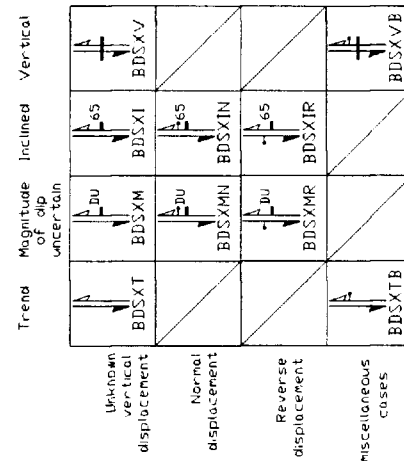 Trend
Magnitude
of dip
uncertain
Inclined
Vertical
Unknown
vertical
displacement
BDSXT
DU
BDSXM
65
BDSXI
BDSXV
Normal
displacement
DU
BDSXMN
65
BDSXIN
Reverse
displacement
DU
BDSXMR
65
BDSXIR
Miscellaneous
cases
BDSXTB
BDSXVB